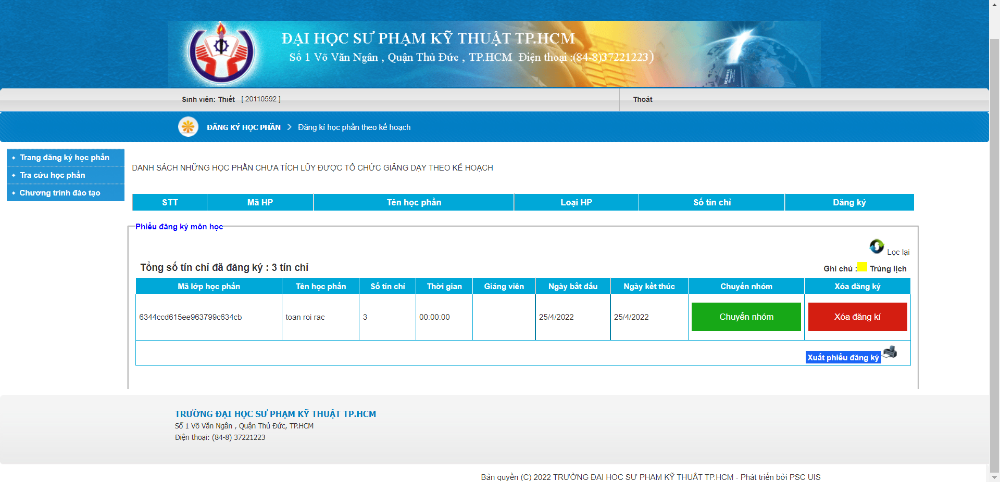 ĐẠI HỌC SƯ PHẠM KỸ THUẬT TP.HCM
Số 1 Võ Văn Ngân , Quận Thủ Đức , TP.HCM Điện thoại :(84-8)37221223)
Sinh viên: Thiết [ 20110592 ]
Thoát
ĐĂNG KÝ HỌC PHẦN > Đăng kí học phần theo kế hoạch
Trang đăng ký học phần
Tra cứu học phần
Chương trình đào tạo
DANH SÁCH NHỮNG HỌC PHẦN CHƯA TÍCH LŨY ĐƯỢC TỔ CHỨC GIẢNG DẠY THEO KẾ HOẠCH
STT Mã HP Tên học phần Loại HP Số tín chỉ Đăng ký
Phiếu đăng ký môn học
Lọc lại
Tổng số tín chỉ đã đăng ký : 3 tín chỉ
Ghi chú : Trùng lịch
Mã lớp học phần Tên học phần Số tín chỉ Thời gian Giảng viên Ngày bắt đầu Ngày kết thúc Chuyển nhóm Xóa đăng ký
6344ccd615ee963799c634cb toan roi rac 3 00:00:00 25/4/2022 25/4/2022 Chuyển nhóm Xóa đăng kí
Xuất phiếu đăng ký
TRƯỜNG ĐẠI HỌC SƯ PHẠM KỸ THUẬT TP.HCM
Số 1 Võ Văn Ngân , Quận Thủ Đức, TP.HCM
Điện thoại: (84-8) 37221223
Bản quyền (C) 2022 TRƯỜNG ĐẠI HỌC SƯ PHẠM KỸ THUẬT TP.HCM - Phát triển bởi PSC UIS